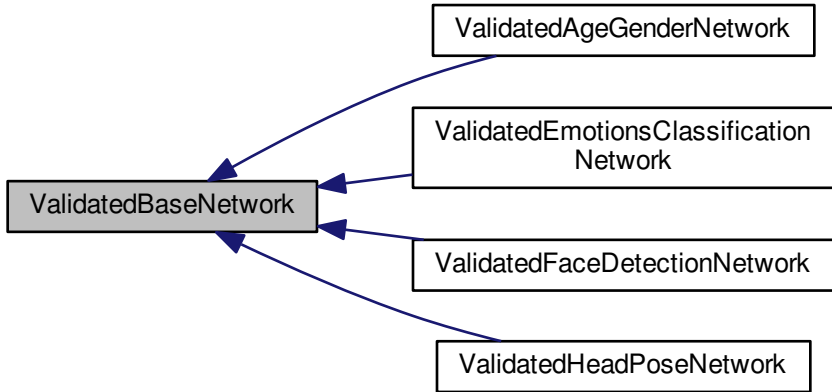 ValidatedAgeGenderNetwork
ValidatedEmotionsClassification
Network
ValidatedBaseNetwork
ValidatedFaceDetectionNetwork
ValidatedHeadPoseNetwork